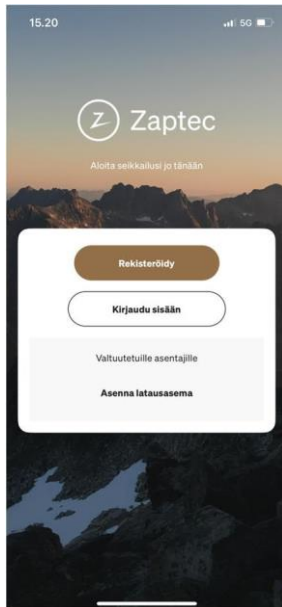 15.20
5G
Zaptec
Aloita seikkailusi jo tänään
Rekisteröidy
Kirjaudu sisään
Valtuutetuille asentajille
Asenna latausasema